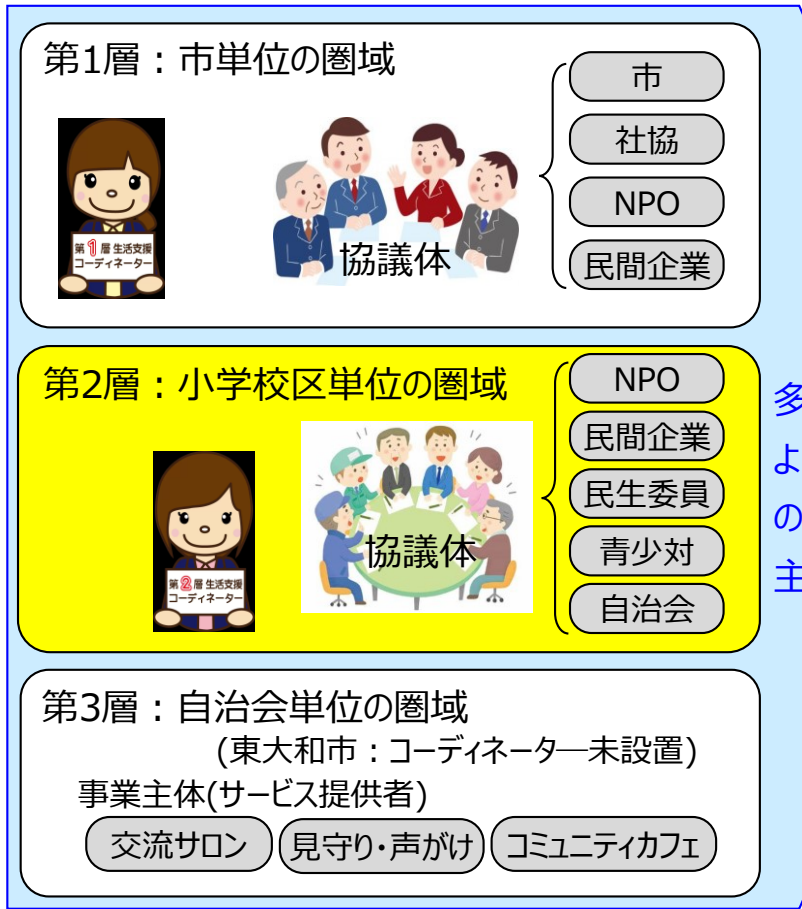 第1層：市単位の圏域
市
社協
NPO
民間企業
第1層 生活支援
コーディネーター
協議体
第2層：小学校区単位の圏域
NPO
民間企業
民生委員
青少対
自治会
第2層 生活支援
コーディネーター
協議体
多
よ
の
主
第3層：自治会単位の圏域
(東大和市：コーディネーター未設置)
事業主体(サービス提供者)
交流サロン
見守り・声がけ
コミュニティカフェ